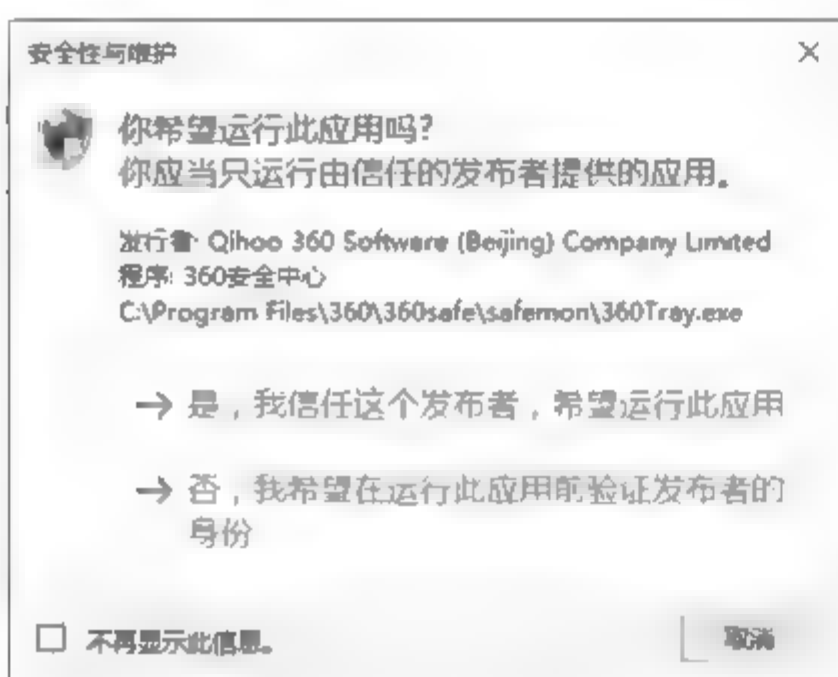 安全性与维护
你希望运行此应用吗?
你应当只运行由信任的发布者提供的应用。
发行者: Qihoo 360 Software (Beijing) Company Limited
程序: 360安全中心
C:\Program Files\360\360safe\safemon\360Tray.exe
→ 是，我信任这个发布者，希望运行此应用
→ 否，我希望在运行此应用前验证发布者的
身份
不再显示此信息。
取消